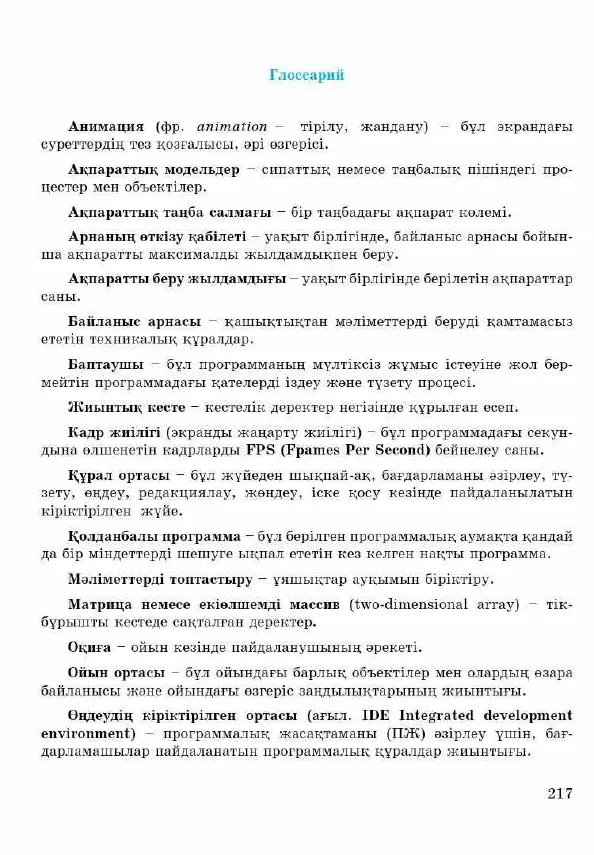 Глоссарий
Анимация (фр. animation – тірілу, жандану) – бұл экрандағы
суреттердің тез қозғалысы, әрі өзгерісі.
Ақпараттық модельдер – сипаттық немесе таңбалық пішіндегі про-
цестер мен объектілер.
Ақпараттық таңба салмағы – бір таңбадағы ақпарат көлемі.
Арнаның өткізу қабілеті – уақыт бірлігінде, байланыс арнасы бойын-
ша ақпаратты максималды жылдамдықпен беру.
Ақпаратты беру жылдамдығы – уақыт бірлігінде берілетін ақпараттар
саны.
Байланыс арнасы – қашықтықтан мәліметтерді беруді қамтамасыз
ететін техникалық құралдар.
Баптаушы – бұл программаның мүлтіксіз жұмыс істеуіне жол бер-
мейтін программадағы қателерді іздеу және түзету процесі.
Жиынтық кесте – кестелік деректер негізінде құрылған есеп.
Кадр жиілігі (экранды жаңарту жиілігі) – бұл программадағы секун-
дына өлшенетін кадрларды FPS (Fpames Per Second) бейнелеу саны.
Құрал ортасы – бұл жүйеден шықпай-ақ, бағдарламаны әзірлеу, тү-
зету, өңдеу, редакциялау, жөндеу, іске қосу кезінде пайдаланылатын
кіріктірілген жүйе.
Қолданбалы программа – бұл берілген программалық аумақта қандай
да бір міндеттерді шешуге ықпал ететін кез келген нақты программа.
Мәліметтерді топтастыру – ұяшықтар ауқымын біріктіру.
Матрица немесе екіөлшемді массив (two-dimensional array) – тік-
бұрышты кестеде сақталған деректер.
Оқиға – ойын кезінде пайдаланушының әрекеті.
Ойын ортасы – бұл ойындағы барлық объектілер мен олардың өзара
байланысы және ойындағы өзгеріс заңдылықтарының жиынтығы.
Өңдеудің кіріктірілген ортасы (ағыл. IDE Integrated development
environment) – программалық жасақтаманы (ПЖ) әзірлеу үшін, бағ-
дарламашылар пайдаланатын программалық құралдар жиынтығы.
217